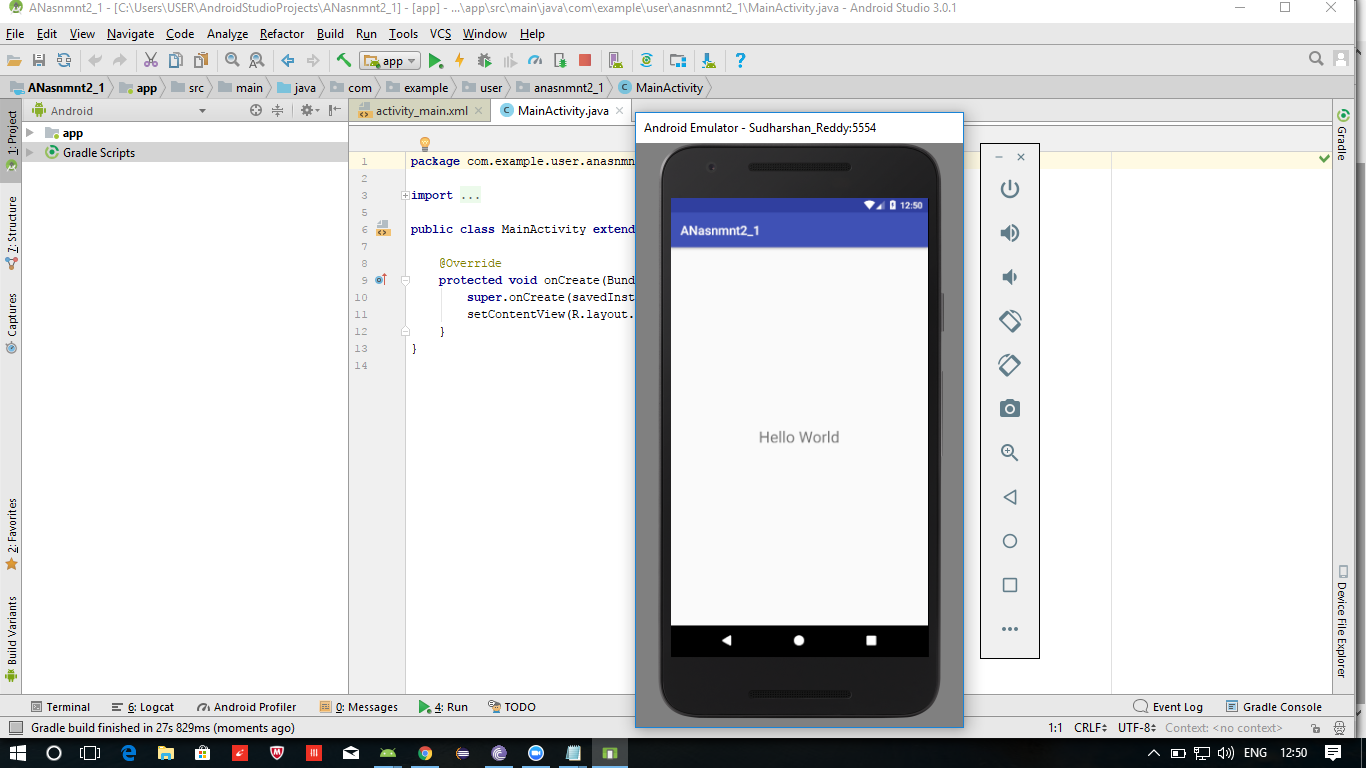 ANasnmnt2_1 - [C:\Users\USER\AndroidStudioProjects\ANasnmnt2_1] - [app] - ...\app\src\main\java\com\example\user\anasnmnt2_1\MainActivity.java - Android Studio 3.0.1
File Edit View Navigate Code Analyze Refactor Build Run Tools VCS Window Help
app
ANasnmnt2_1 app src main java com example user anasnmnt2_1 MainActivity
Android
activity_main.xml
MainActivity.java
1: Project
7: Structure
Captures
2: Favorites
Build Variants
app
Gradle Scripts
1 package com.example.user.anasnmn
2
3 import ...
5
6 public class MainActivity extend
7
8 @Override
9 protected void onCreate(Bund
10 super.onCreate(savedInst
11 setContentView(R.layout.
12 }
13 }
14
Android Emulator - Sudharshan_Reddy:5554
12:50
ANasnmnt2_1
Hello World
Gradle
Device File Explorer
Terminal 6: Logcat Android Profiler 0: Messages 4: Run TODO Event Log Gradle Console
Gradle build finished in 27s 829ms (moments ago) 1:1 CRLF UTF-8 Context: <no context>
ENG 12:50